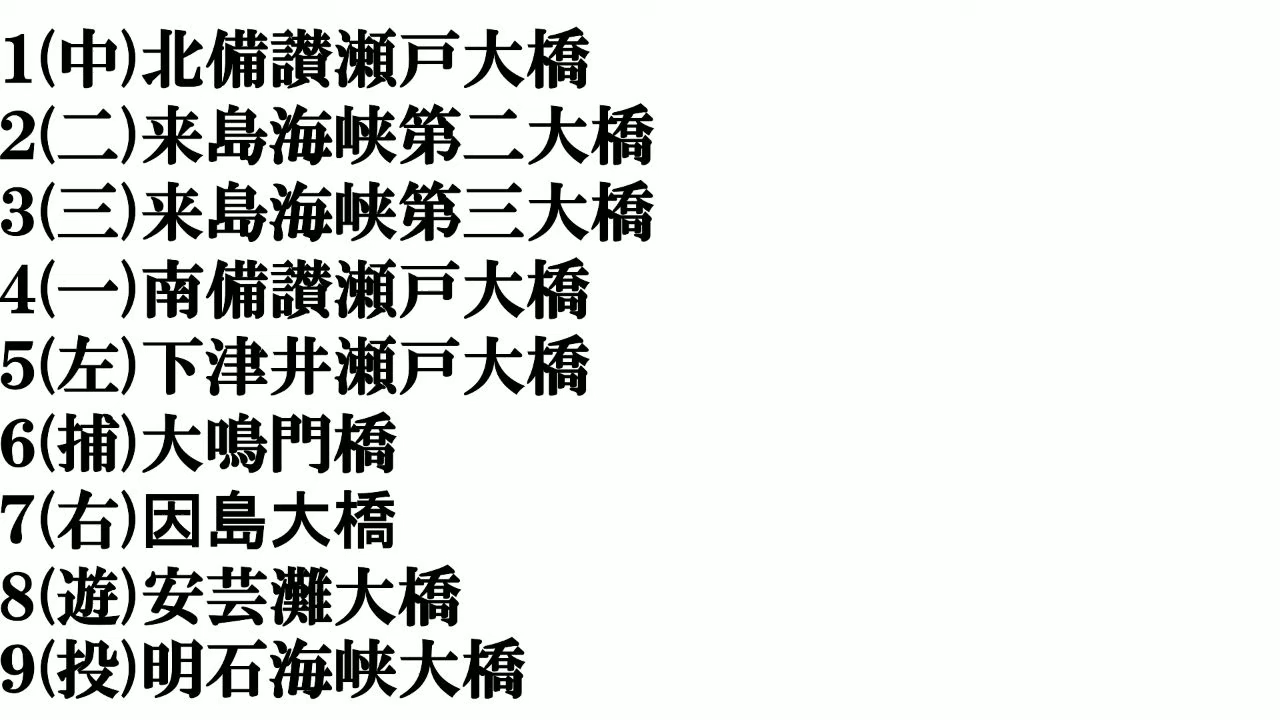 1(中)北備讃瀬戸大橋
2(二)来島海峡第二大橋
3(三)来島海峡第三大橋
4(一)南備讃瀬戸大橋
5(左)下津井瀬戸大橋
6(捕)大鳴門橋
7(右)因島大橋
8(遊)安芸灘大橋
9(投)明石海峡大橋